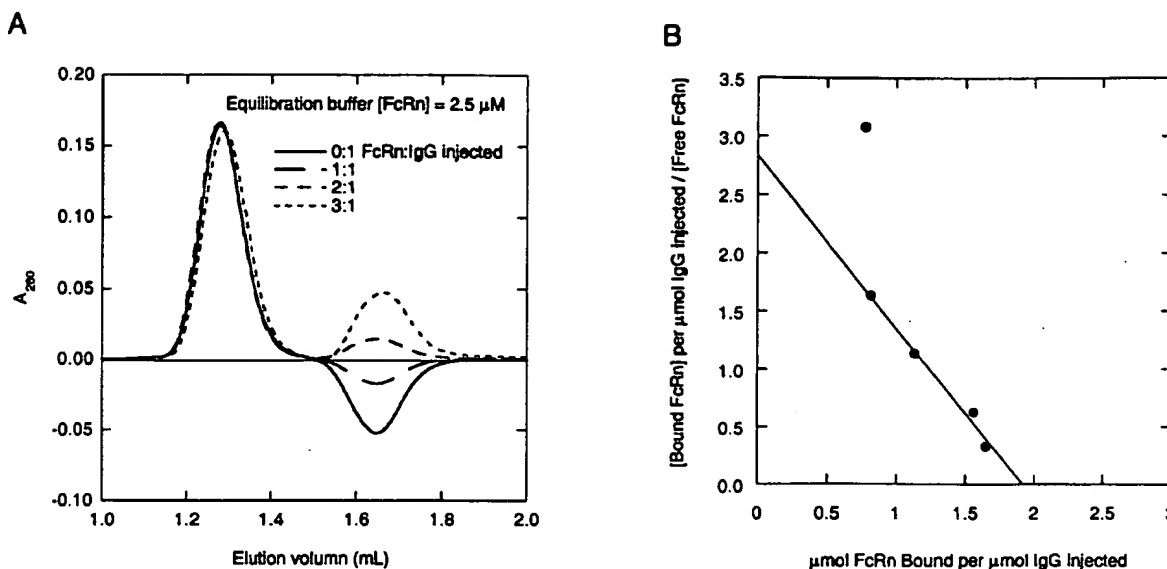 A
0.20
0.15
0.10
0.05
0.00
-0.05
-0.10
A260
Equilibration buffer [FcRn] = 2.5 µM
0:1 FcRn:IgG injected
1:1
2:1
3:1
1.0 1.2 1.4 1.6 1.8 2.0
Elution volumn (mL)
B
3.5
3.0
2.5
2.0
1.5
1.0
0.5
0.0
[Bound FcRn] per µmol IgG Injected / [Free FcRn]
0 0.5 1 1.5 2 2.5 3
µmol FcRn Bound per µmol IgG Injected